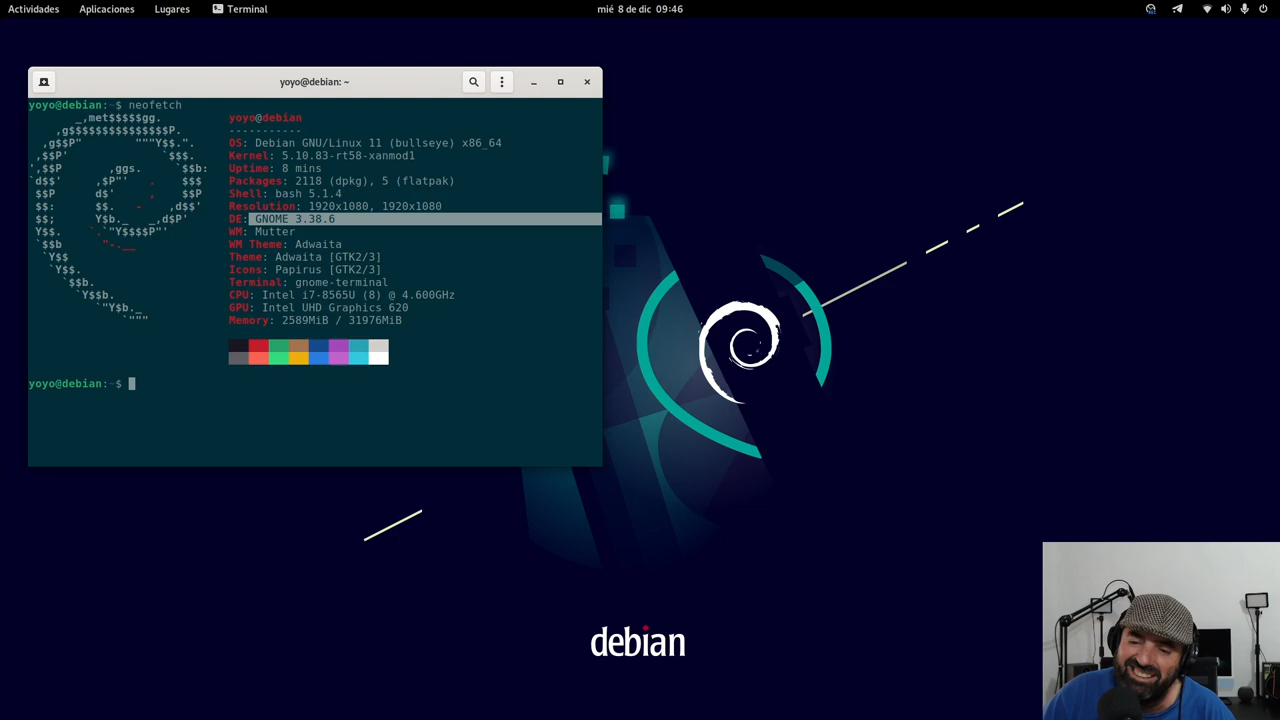 Actividades Aplicaciones Lugares Terminal mié 8 de dic 09:46
yoyo@debian: ~
yoyo@debian:~$ neofetch
_,met$$$$$gg.
,g$$$$$$$$$$$$$$$P.
,g$$P" """Y$$.".
,$$P' `$$$.
',$$P ,ggs. `$$b:
`d$$' ,$P"' . $$$
$$P d$' , $$P
$$: $$. - ,d$$'
$$; Y$b._ _,d$P'
Y$$. `.`"Y$$$$P"'
`$$b "-.__
`Y$$
`Y$$.
`$$b.
`Y$$b.
`"Y$b._
`"""
yoyo@debian
-----------
OS: Debian GNU/Linux 11 (bullseye) x86_64
Kernel: 5.10.83-rt58-xanmod1
Uptime: 8 mins
Packages: 2118 (dpkg), 5 (flatpak)
Shell: bash 5.1.4
Resolution: 1920x1080, 1920x1080
DE: GNOME 3.38.6
WM: Mutter
WM Theme: Adwaita
Theme: Adwaita [GTK2/3]
Icons: Papirus [GTK2/3]
Terminal: gnome-terminal
CPU: Intel i7-8565U (8) @ 4.600GHz
GPU: Intel UHD Graphics 620
Memory: 2589MiB / 31976MiB
yoyo@debian:~$
debian